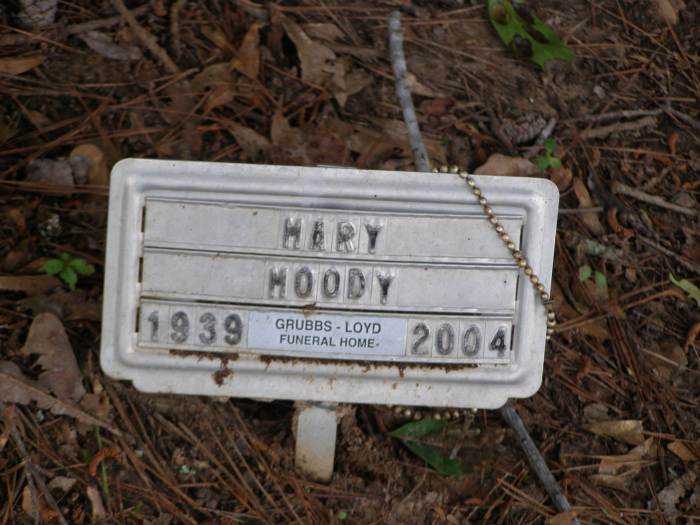 MARY
MOODY
1939 GRUBBS - LOYD FUNERAL HOME- 2004